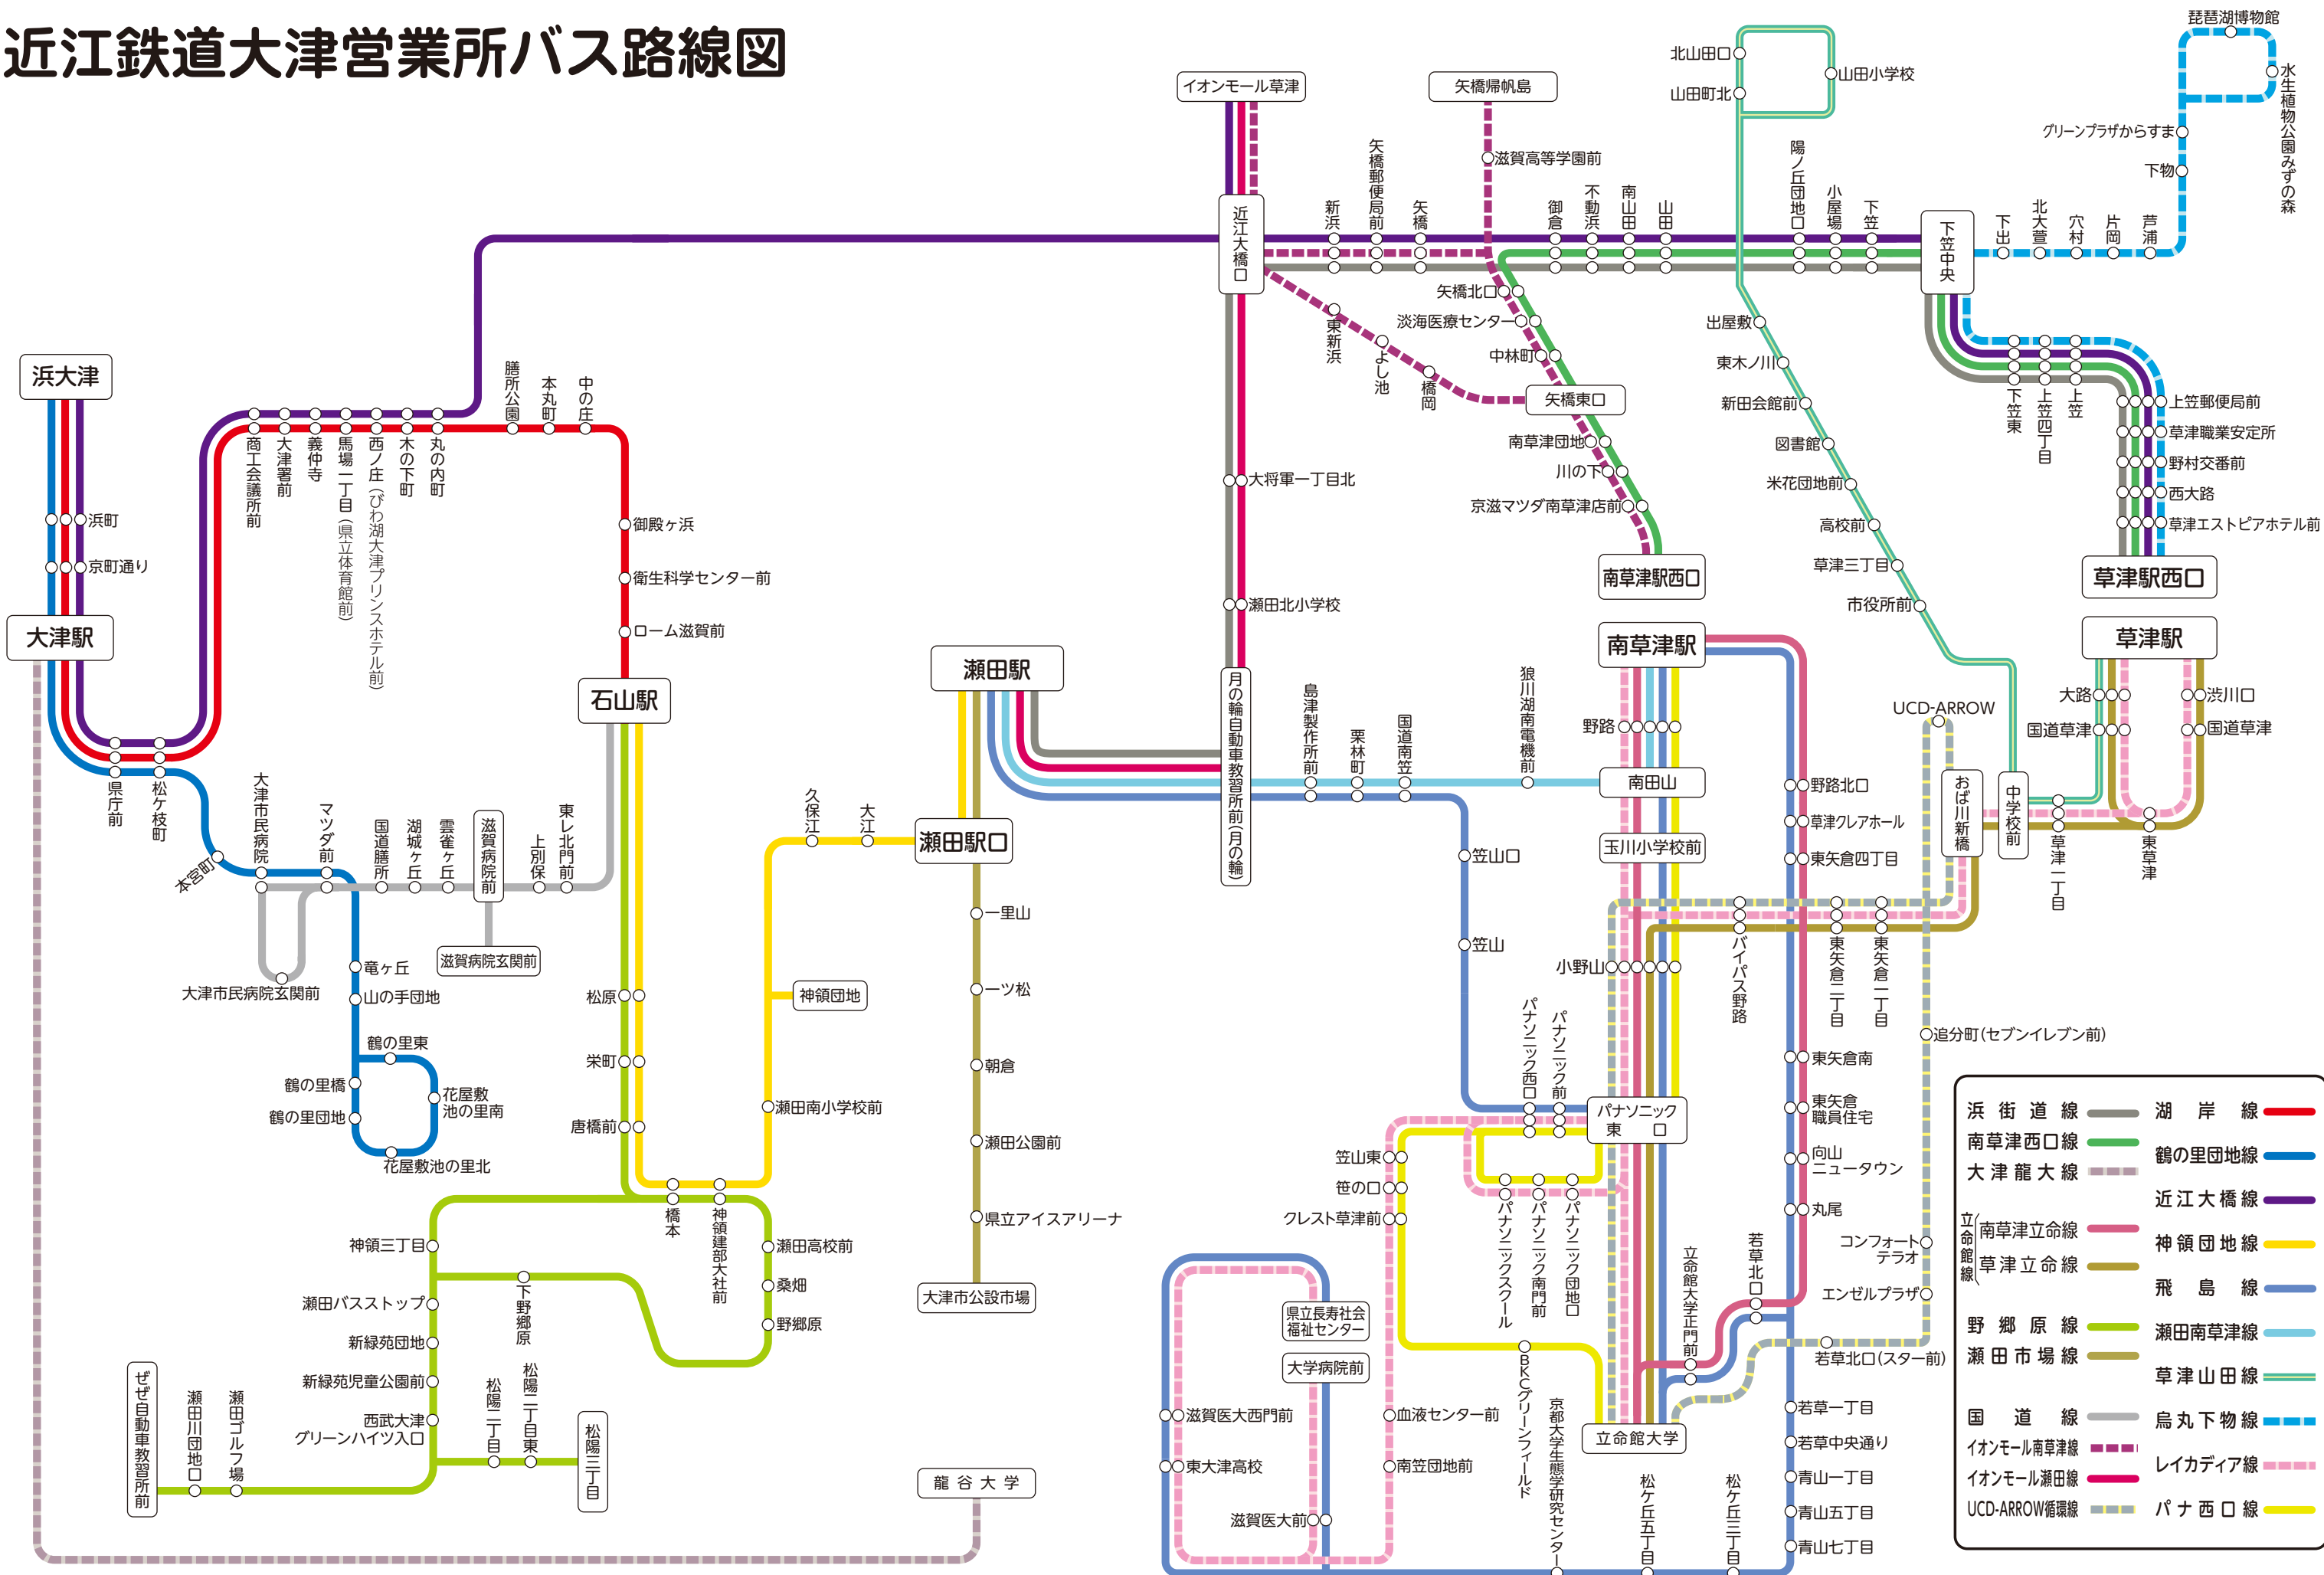 近江鉄道大津営業所バス路線図
イオンモール草津
矢橋帰帆島
北山田口
山田町北
山田小学校
琵琶湖博物館
水生植物公園みずの森
グリーンプラザからすま
下物
滋賀高等学園前
近江大橋口
新浜
矢橋郵便局前
矢橋
御倉
不動浜
南山田
山田
陽ノ丘団地口
小屋場
下笠
下笠中央
下出
北大萱
穴村
片岡
芦浦
東新浜
よし池
橋岡
矢橋北口
淡海医療センター
中林町
矢橋東口
南草津団地
川の下
京滋マツダ南草津店前
南草津駅西口
出屋敷
東木ノ川
新田会館前
図書館
米花団地前
高校前
草津三丁目
市役所前
下笠東
上笠四丁目
上笠
上笠郵便局前
草津職業安定所
野村交番前
西大路
草津エストピアホテル前
草津駅西口
草津駅
大路
国道草津
渋川口
国道草津
浜大津
浜町
京町通り
大津駅
商工会議所前
大津署前
義仲寺
馬場一丁目(県立体育館前)
西ノ庄(びわ湖大津プリンスホテル前)
木の下町
丸の内町
膳所公園
本丸町
中の庄
御殿ヶ浜
衛生科学センター前
ローム滋賀前
石山駅
県庁前
松ケ枝町
本宮町
大津市民病院
マツダ前
国道膳所
湖城ヶ丘
雲雀ヶ丘
滋賀病院前
上別保
東レ北門前
滋賀病院玄関前
大津市民病院玄関前
竜ヶ丘
山の手団地
鶴の里東
鶴の里橋
鶴の里団地
花屋敷
池の里南
花屋敷池の里北
大将軍一丁目北
瀬田北小学校
月の輪自動車教習所前(月の輪)
瀬田駅
瀬田駅口
久保江
大江
神領団地
瀬田南小学校前
松原
栄町
唐橋前
橋本
神領建部大社前
瀬田高校前
桑畑
野郷原
神領三丁目
瀬田バスストップ
下野郷原
新緑苑団地
新緑苑児童公園前
西武大津
グリーンハイツ入口
松陽二丁目
松陽二丁目東
松陽三丁目
ぜぜ自動車教習所前
瀬田川団地口
瀬田ゴルフ場
一里山
一ツ松
朝倉
瀬田公園前
県立アイスアリーナ
大津市公設市場
龍谷大学
島津製作所前
栗林町
国道南笠
狼川湖南電機前
南草津駅
野路
南田山
玉川小学校前
小野山
笠山口
笠山
パナソニック西口
パナソニック前
パナソニック
東口
笠山東
笹の口
クレスト草津前
パナソニックスクール
パナソニック南門前
パナソニック団地口
BKCグリーンフィールド
立命館大学
立命館大学正門前
若草北口
県立長寿社会
福祉センター
大学病院前
滋賀医大西門前
東大津高校
滋賀医大前
血液センター前
南笠団地前
京都大学生態学研究センター
松ケ丘五丁目
松ケ丘三丁目
野路北口
草津クレアホール
東矢倉四丁目
バイパス野路
東矢倉二丁目
東矢倉一丁目
東矢倉南
東矢倉
職員住宅
向山
ニュータウン
丸尾
若草一丁目
若草中央通り
青山一丁目
青山五丁目
青山七丁目
UCD-ARROW
おばな川新橋
中学校前
草津一丁目
東草津
追分町(セブンイレブン前)
コンフォート
テラオ
エンゼルプラザ
若草北口(スター前)
浜街道線
南草津西口線
大津龍大線
立命館線
南草津立命線
草津立命線
野郷原線
瀬田市場線
国道線
イオンモール南草津線
イオンモール瀬田線
UCD-ARROW循環線
湖岸線
鶴の里団地線
近江大橋線
神領団地線
飛島線
瀬田南草津線
草津山田線
烏丸下物線
レイカディア線
パナ西口線